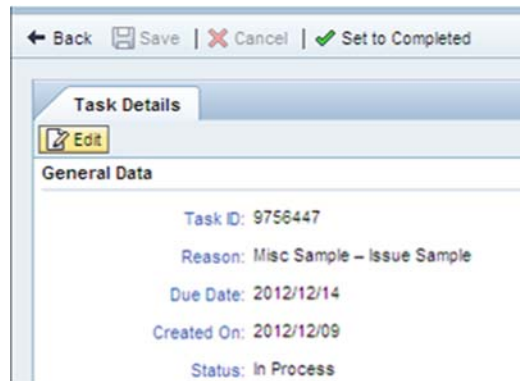 Back Save | Cancel | Set to Completed
Task Details
Edit
General Data
Task ID: 9756447
Reason: Misc Sample – Issue Sample
Due Date: 2012/12/14
Created On: 2012/12/09
Status: In Process